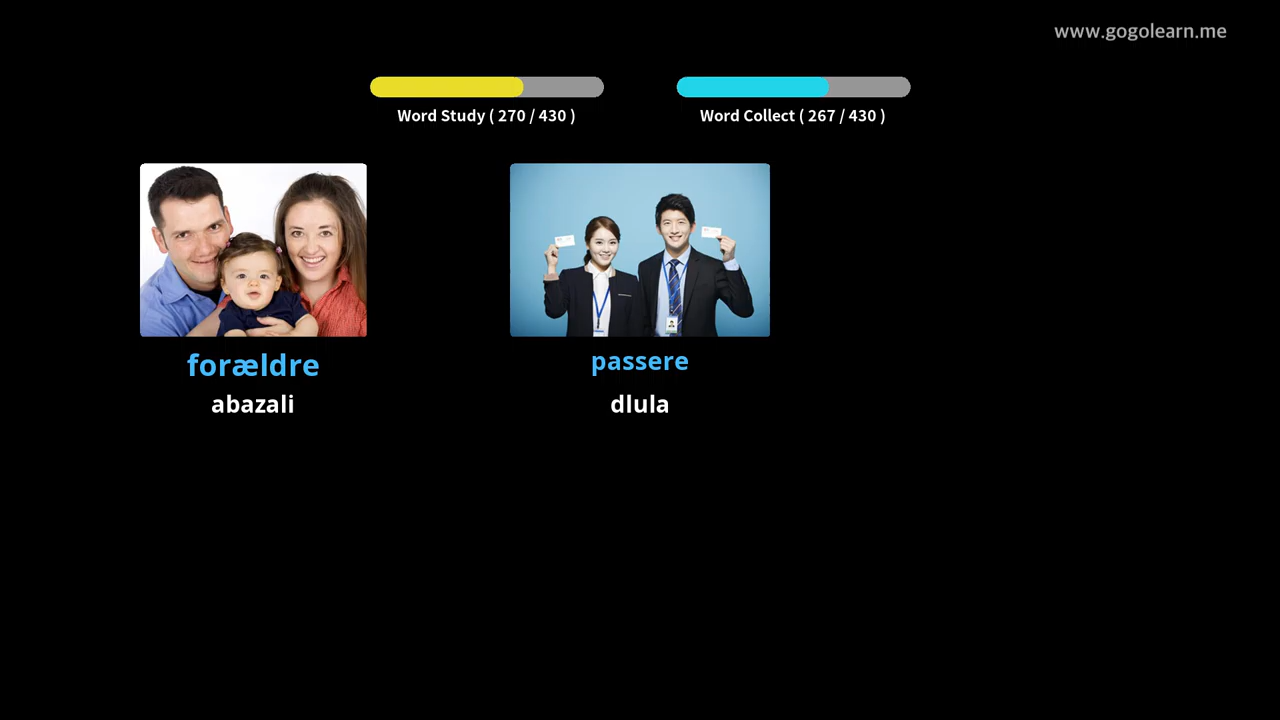 www.gogolearn.me
Word Study ( 270 / 430 )
Word Collect ( 267 / 430 )
forældre
passere
abazali
dlula